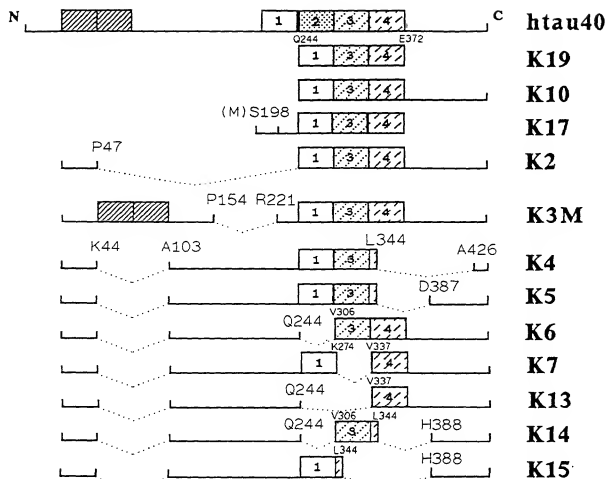 N C htau40
1 2 3 4
Q244 E372
1 3 4 K19
1 3 4 K10
(M)S198
1 3 4 K17
P47
1 3 4 K2
P154 R221
1 3 4 K3M
K44 A103 L344 A426
1 3 K4
D387
1 3 K5
Q244 V306
3 4 K6
K274 V337
1 4 K7
Q244 V337
4 K13
Q244 V306 L344 H388
3 K14
L344 H388
1 K15